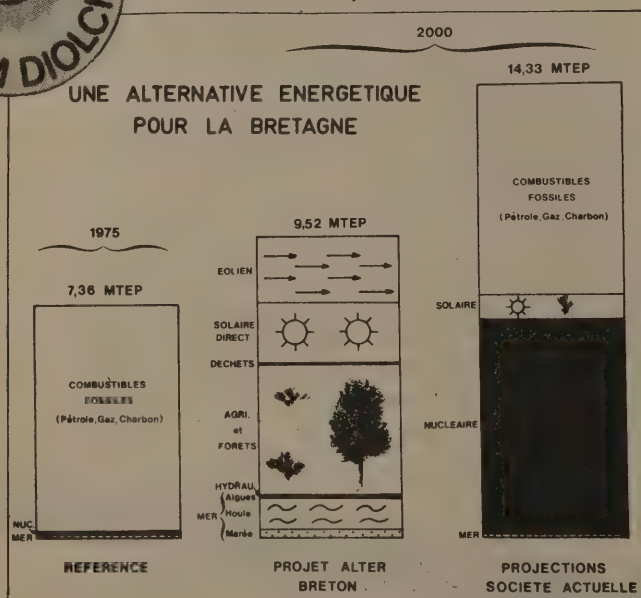 M DIOLC
2000
14,33 MTEP
UNE ALTERNATIVE ENERGETIQUE
POUR LA BRETAGNE
COMBUSTIBLES
FOSSILES
(Pétrole, Gaz, Charbon)
SOLAIRE
NUCLEAIRE
MER
PROJECTIONS
SOCIETE ACTUELLE
9,52 MTEP
EOLIEN
SOLAIRE
DIRECT
DECHETS
AGRI.
et
FORETS
HYDRAU.
Algues
MER Houle
Marée
PROJET ALTER
BRETON
1975
7,36 MTEP
COMBUSTIBLES
FOSSILES
(Pétrole, Gaz, Charbon)
NUC.
MER
REFERENCE